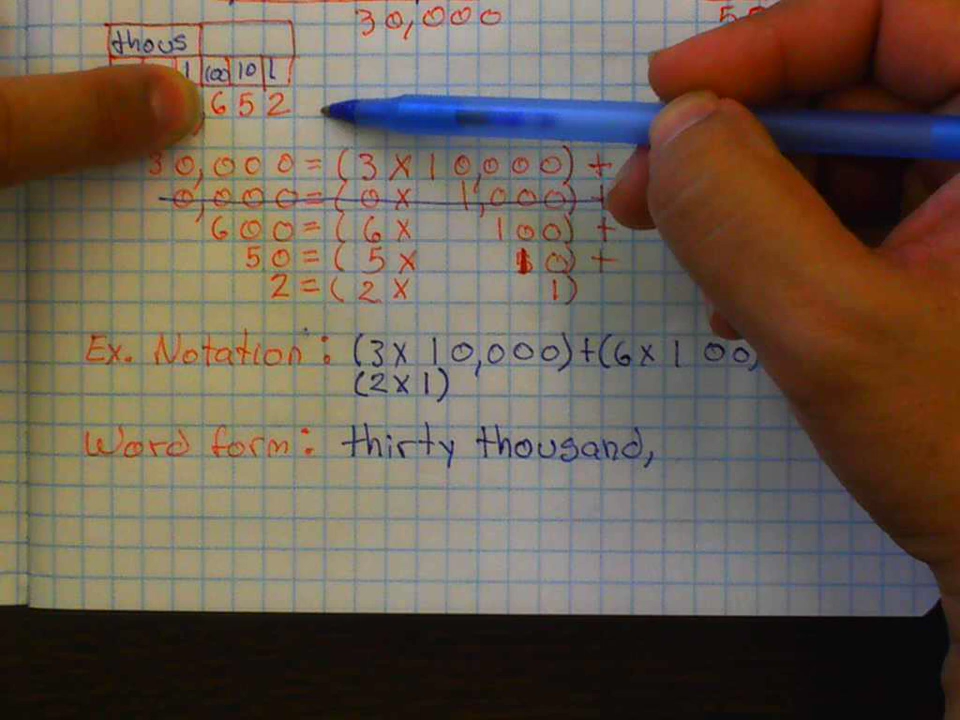 30,000
thous
1 100 10 1
,652
30,000 = (3 x 10,000) +
0,000 = (0 x 1,000) +
600 = (6 x 100) +
50 = (5 x 10) +
2 = (2 x 1)
Ex. Notation: (3 x 10,000) + (6 x 100)
(2 x 1)
Word form: thirty thousand,